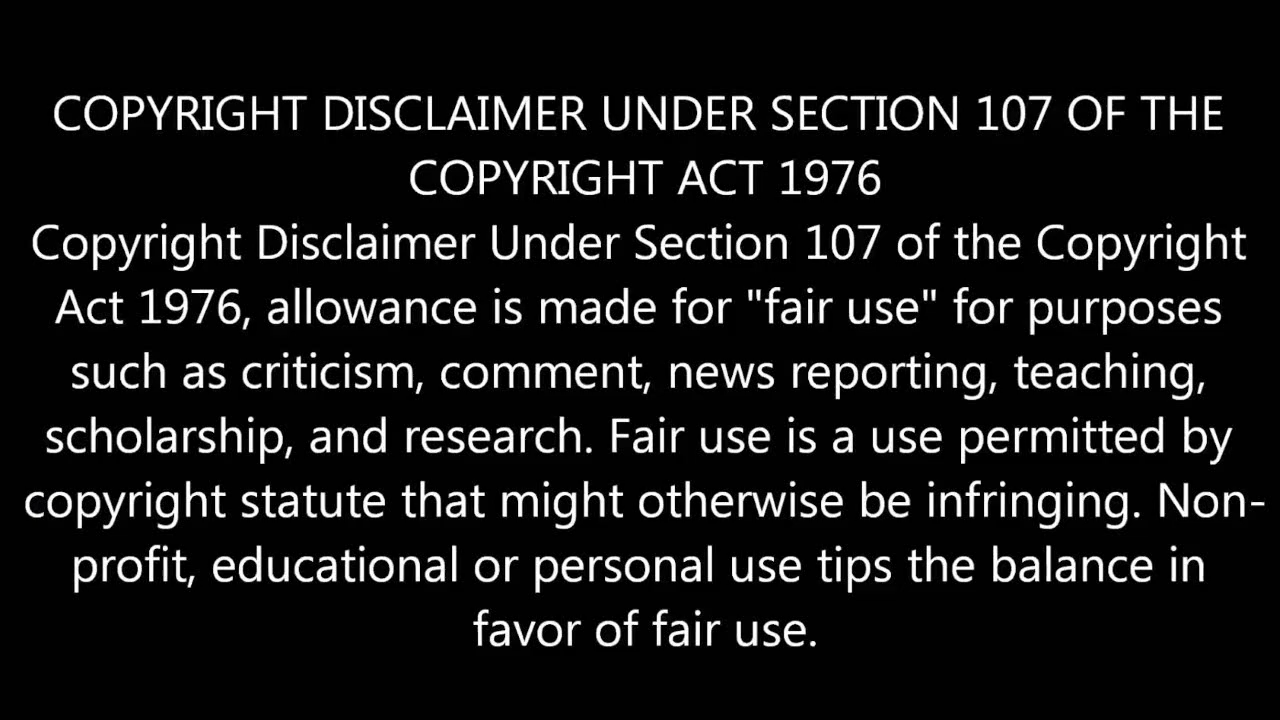 COPYRIGHT DISCLAIMER UNDER SECTION 107 OF THE
COPYRIGHT ACT 1976
Copyright Disclaimer Under Section 107 of the Copyright
Act 1976, allowance is made for "fair use" for purposes
such as criticism, comment, news reporting, teaching,
scholarship, and research. Fair use is a use permitted by
copyright statute that might otherwise be infringing. Non-
profit, educational or personal use tips the balance in
favor of fair use.